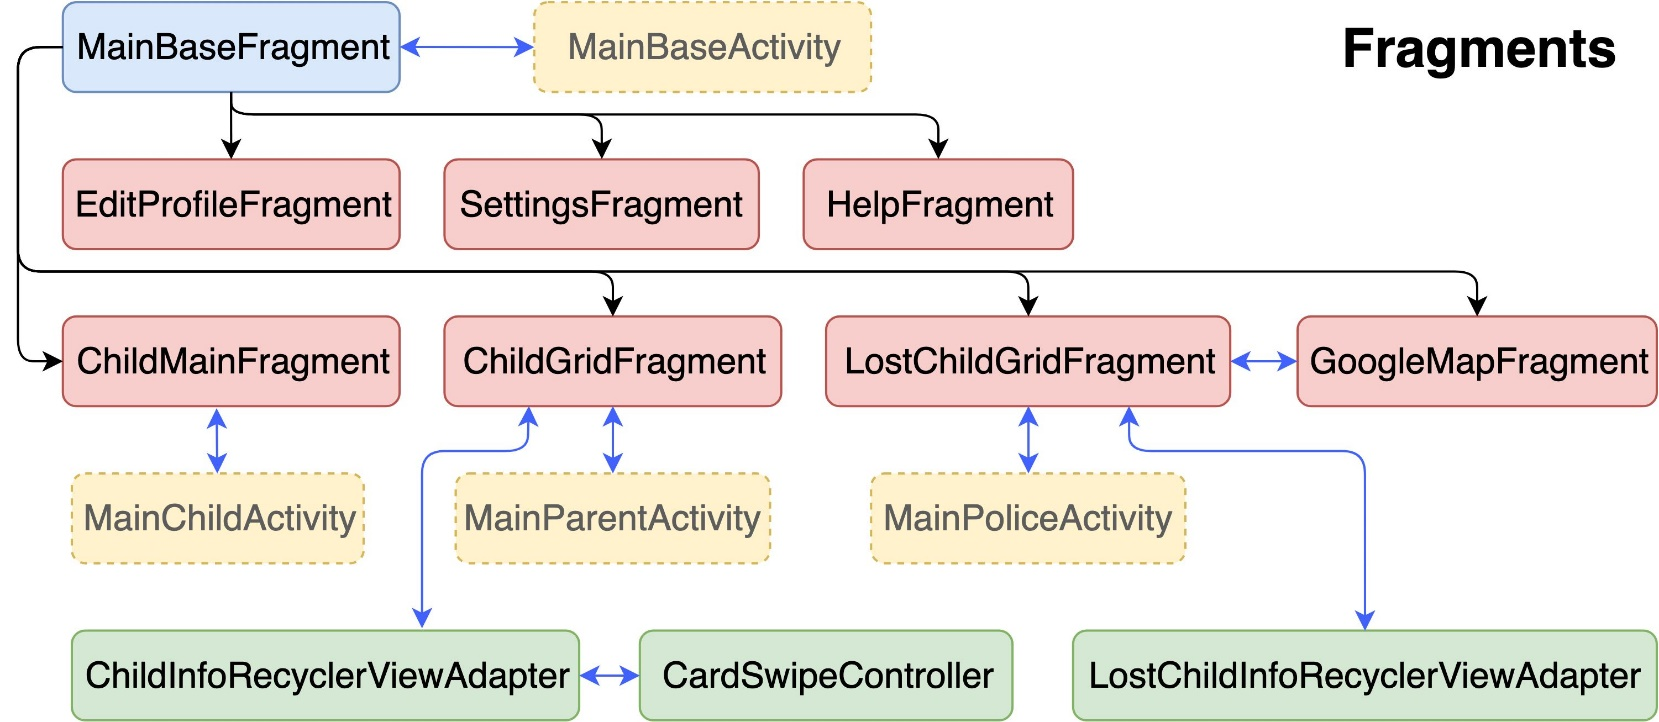 MainBaseFragment
MainBaseActivity
Fragments
EditProfileFragment
SettingsFragment
HelpFragment
ChildMainFragment
ChildGridFragment
LostChildGridFragment
GoogleMapFragment
MainChildActivity
MainParentActivity
MainPoliceActivity
ChildInfoRecyclerViewAdapter
CardSwipeController
LostChildInfoRecyclerViewAdapter